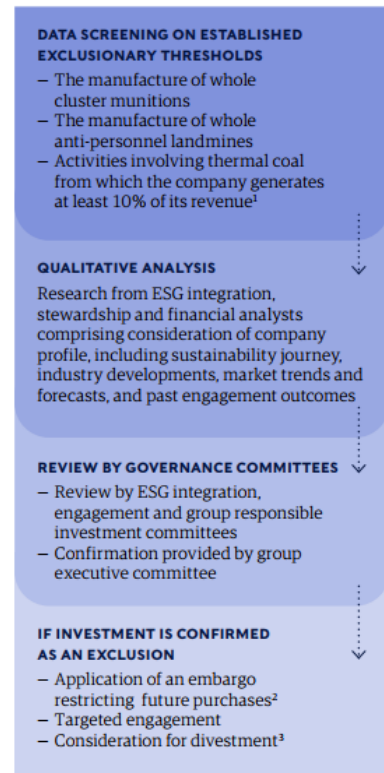 DATA SCREENING ON ESTABLISHED
EXCLUSIONARY THRESHOLDS
– The manufacture of whole
cluster munitions
– The manufacture of whole
anti-personnel landmines
– Activities involving thermal coal
from which the company generates
at least 10% of its revenue¹
QUALITATIVE ANALYSIS
Research from ESG integration,
stewardship and financial analysts
comprising consideration of company
profile, including sustainability journey,
industry developments, market trends and
forecasts, and past engagement outcomes
REVIEW BY GOVERNANCE COMMITTEES
– Review by ESG integration,
engagement and group responsible
investment committees
– Confirmation provided by group
executive committee
IF INVESTMENT IS CONFIRMED
AS AN EXCLUSION
– Application of an embargo
restricting future purchases²
– Targeted engagement
– Consideration for divestment³